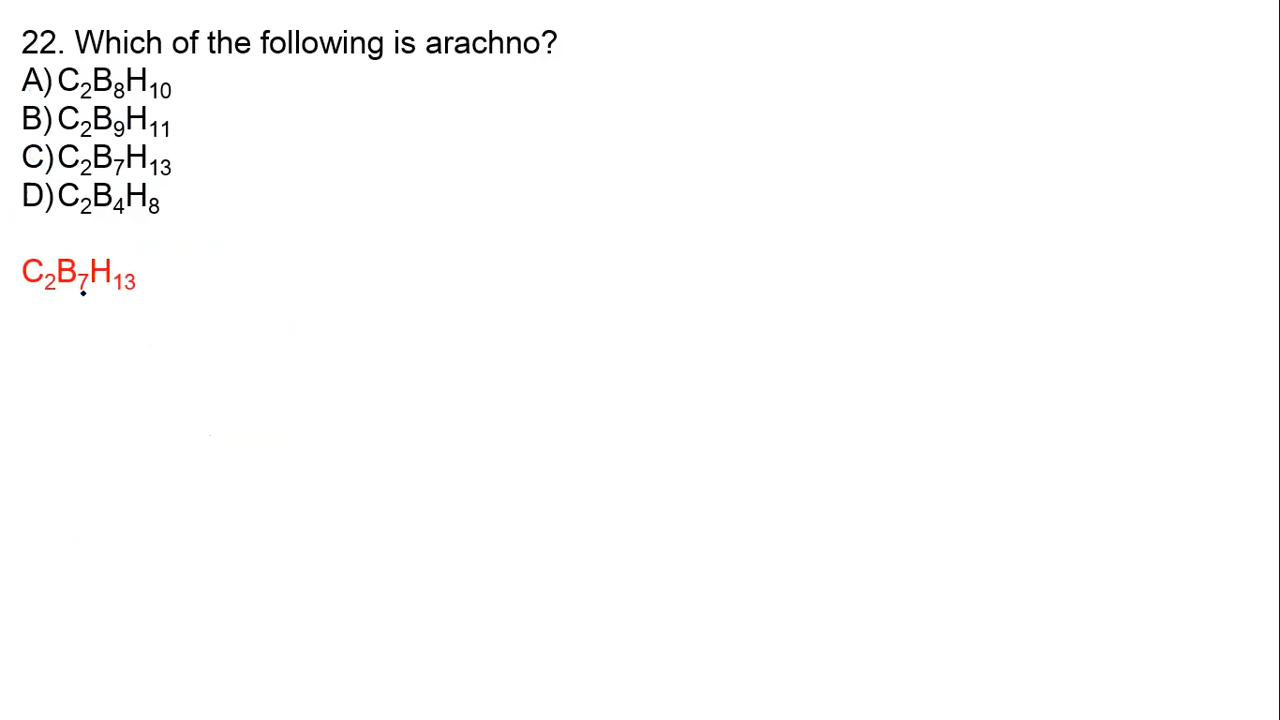 22. Which of the following is arachno?
A) C₂B₈H₁₀
B) C₂B₉H₁₁
C) C₂B₇H₁₃
D) C₂B₄H₈
C₂B₇H₁₃